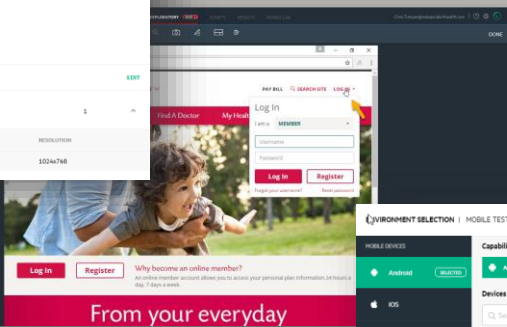 EDIT
1
RESOLUTION
1024x768
DONE
PAY BILL SEARCH SITE LOG IN
Find A Doctor My Healt
Log In
I am a MEMBER
Username
Password
Log In Register
Forgot your username? Reset password
Log In Register
Why become an online member?
An online member account allows you to access your personal plan information 24 hours a
day, 7 days a week.
From your everyday
VIRONMENT SELECTION | MOBILE TEST
MOBILE DEVICES
Capabili
Android SELECTED
A
Devices
iOS
Se